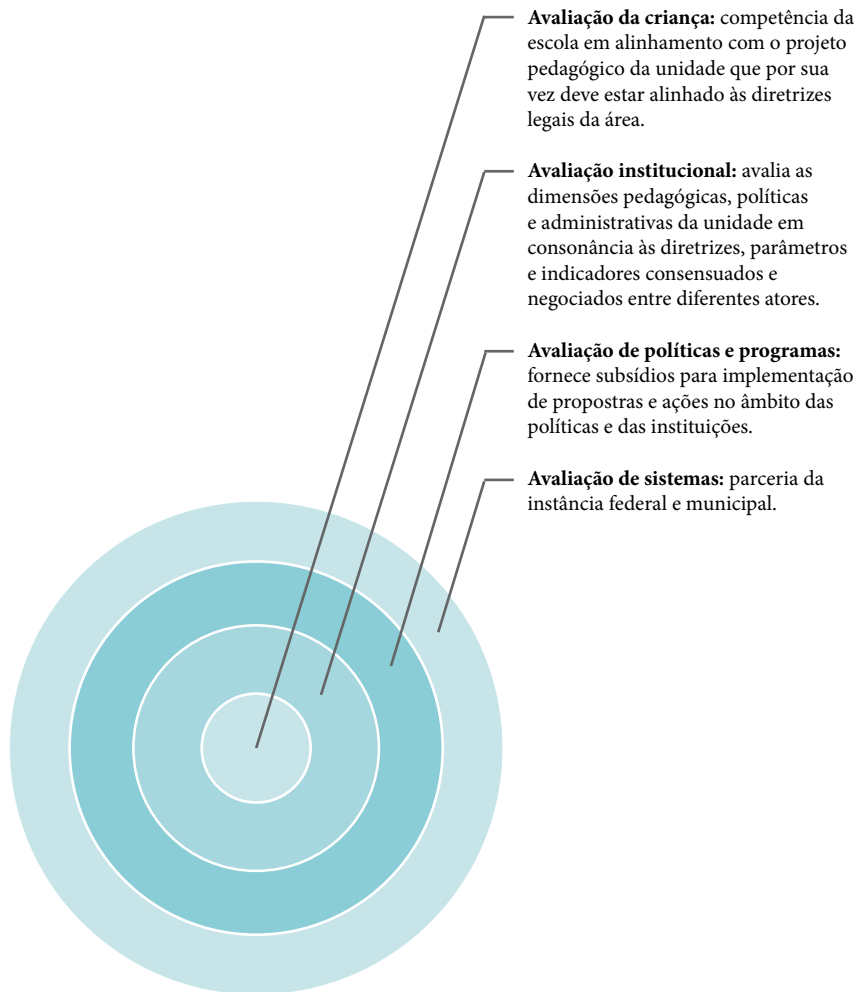 Avaliação da criança: competência da
escola em alinhamento com o projeto
pedagógico da unidade que por sua
vez deve estar alinhado às diretrizes
legais da área.
Avaliação institucional: avalia as
dimensões pedagógicas, políticas
e administrativas da unidade em
consonância às diretrizes, parâmetros
e indicadores consensuados e
negociados entre diferentes atores.
Avaliação de políticas e programas:
fornece subsídios para implementação
de propostras e ações no âmbito das
políticas e das instituições.
Avaliação de sistemas: parceria da
instância federal e municipal.